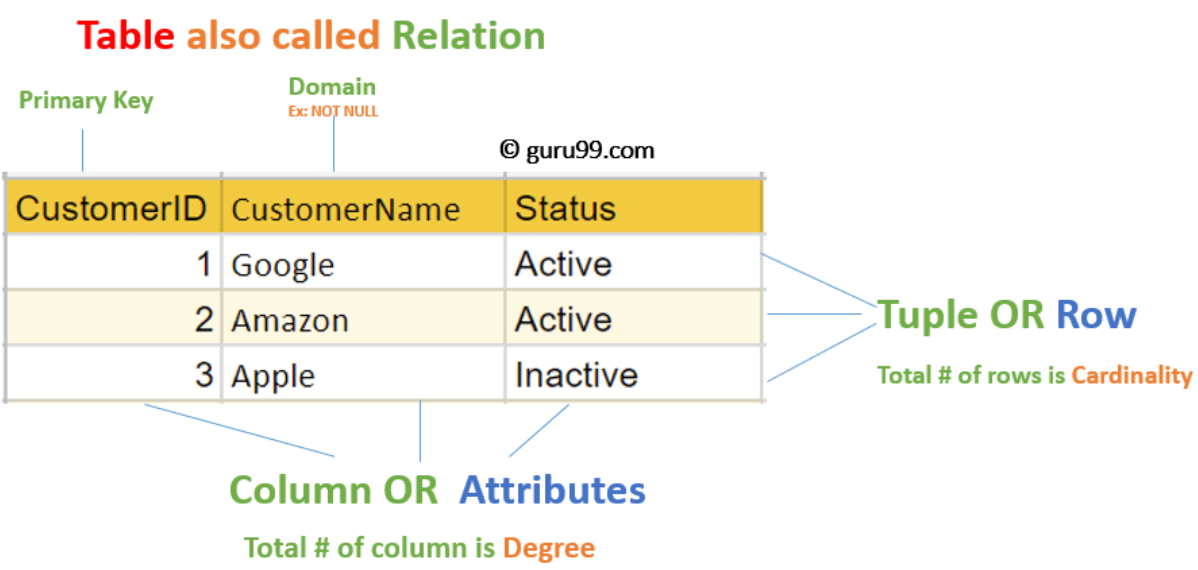 Table also called Relation
Primary Key
Domain
Ex: NOT NULL
© guru99.com
CustomerID CustomerName Status
1 Google Active
2 Amazon Active
3 Apple Inactive
Tuple OR Row
Total # of rows is Cardinality
Column OR Attributes
Total # of column is Degree